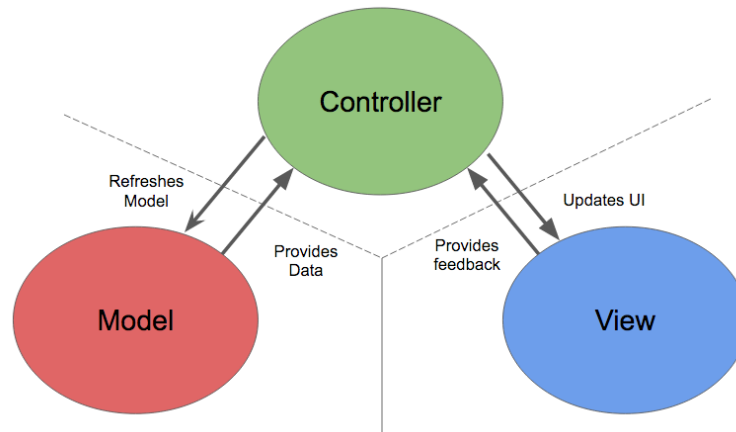 Controller
Refreshes
Model
Updates UI
Provides
Data
Provides
feedback
Model
View